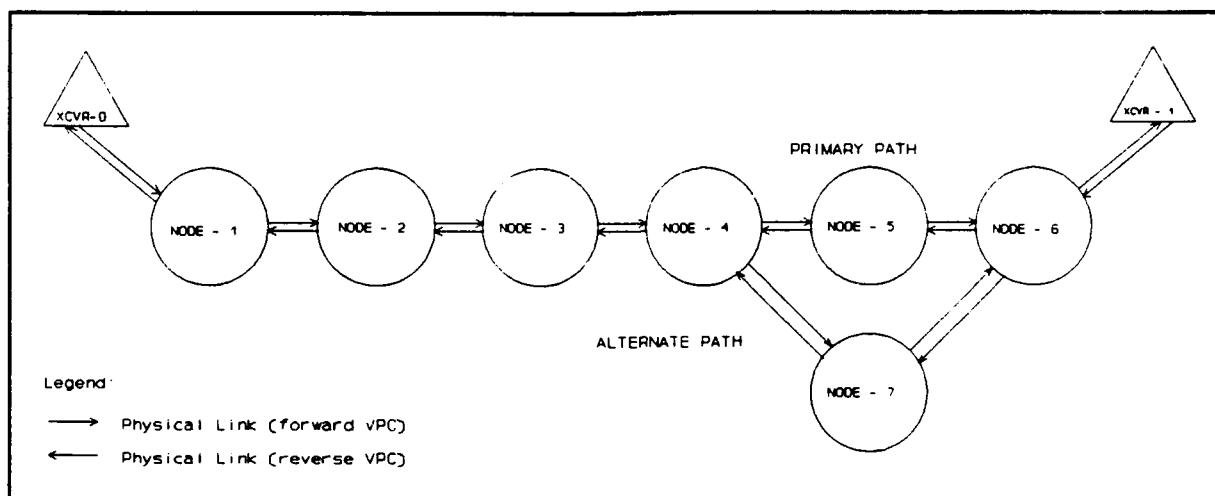 XCVR-0
XCVR - 1
PRIMARY PATH
NODE - 1
NODE - 2
NODE - 3
NODE - 4
NODE - 5
NODE - 6
ALTERNATE PATH
NODE - 7
Legend:
Physical Link (forward VPC)
Physical Link (reverse VPC)